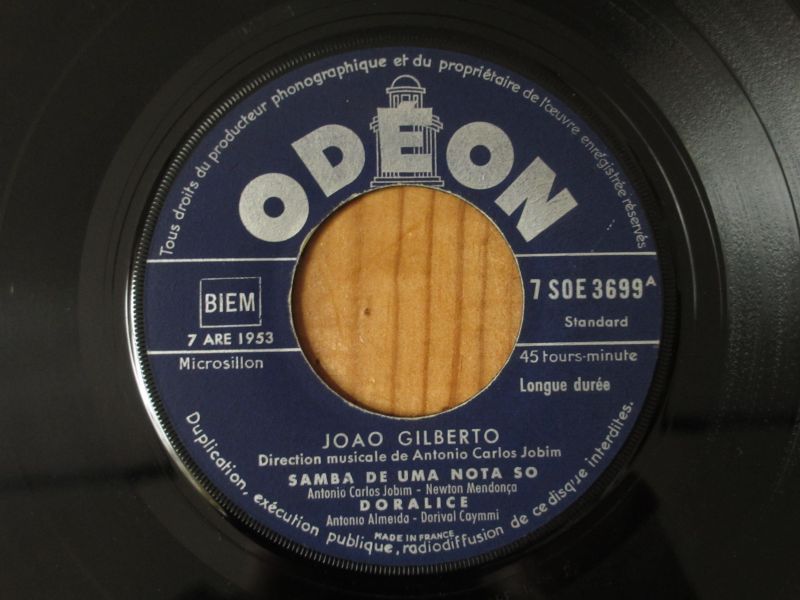 Tous droits du producteur phonographique et du propriétaire de l'œuvre enregistrée réservés
ODÉON
BIEM
7 ARE 1953
Microsillon
7 SOE 3699 A
Standard
45 tours-minute
Longue durée
JOAO GILBERTO
Direction musicale de Antonio Carlos Jobim
SAMBA DE UMA NOTA SO
Antonio Carlos Jobim - Newton Mendonça
DORALICE
Antonio Almeida - Dorival Caymmi
MADE IN FRANCE
Duplication, exécution publique, radiodiffusion de ce disque interdites.